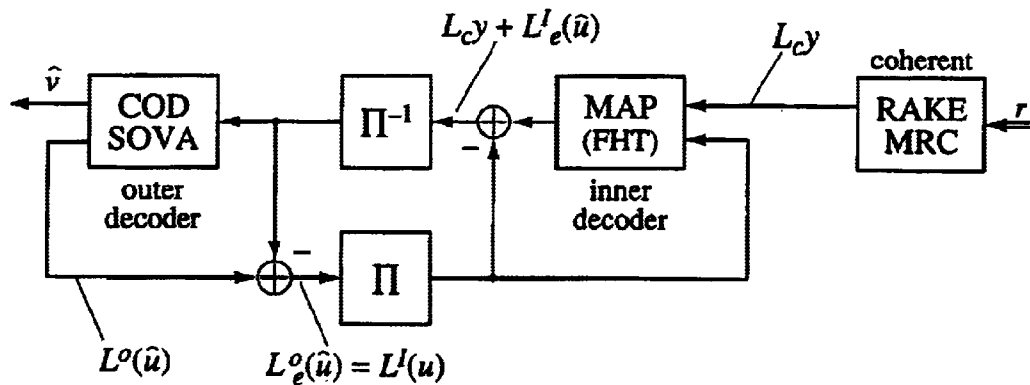 L_c y + L^I_e(û)
L_c y
coherent
v̂
COD
SOVA
Π⁻¹
−
MAP
(FHT)
RAKE
MRC
r
outer
decoder
inner
decoder
−
Π
L^o(û)
L^o_e(û) = L^I(u)